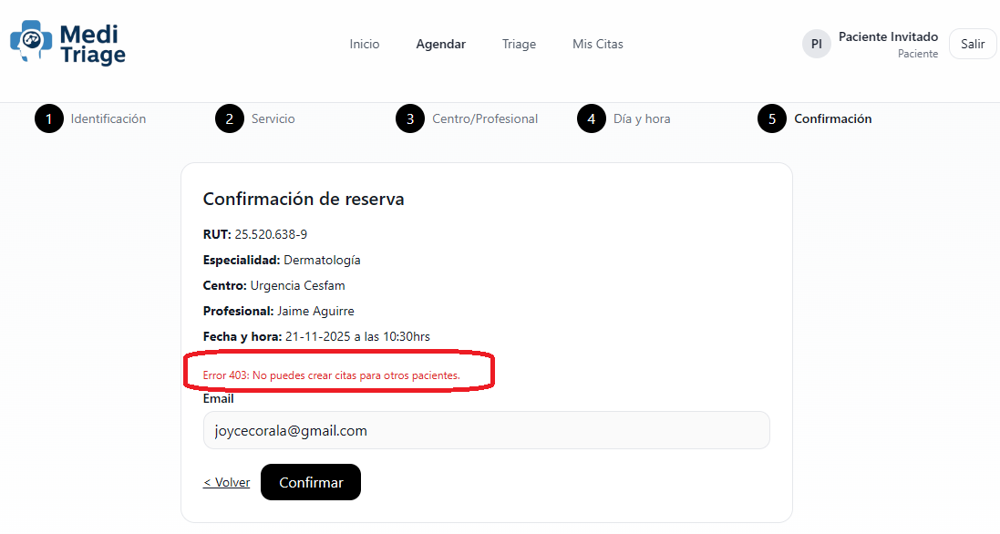 Medi
Triage
Inicio
Agendar
Triage
Mis Citas
PI
Paciente Invitado
Paciente
Salir
1 Identificación
2 Servicio
3 Centro/Profesional
4 Día y hora
5 Confirmación
Confirmación de reserva
RUT: 25.520.638-9
Especialidad: Dermatología
Centro: Urgencia Cesfam
Profesional: Jaime Aguirre
Fecha y hora: 21-11-2025 a las 10:30hrs
Error 403: No puedes crear citas para otros pacientes.
Email
joycecorala@gmail.com
< Volver
Confirmar